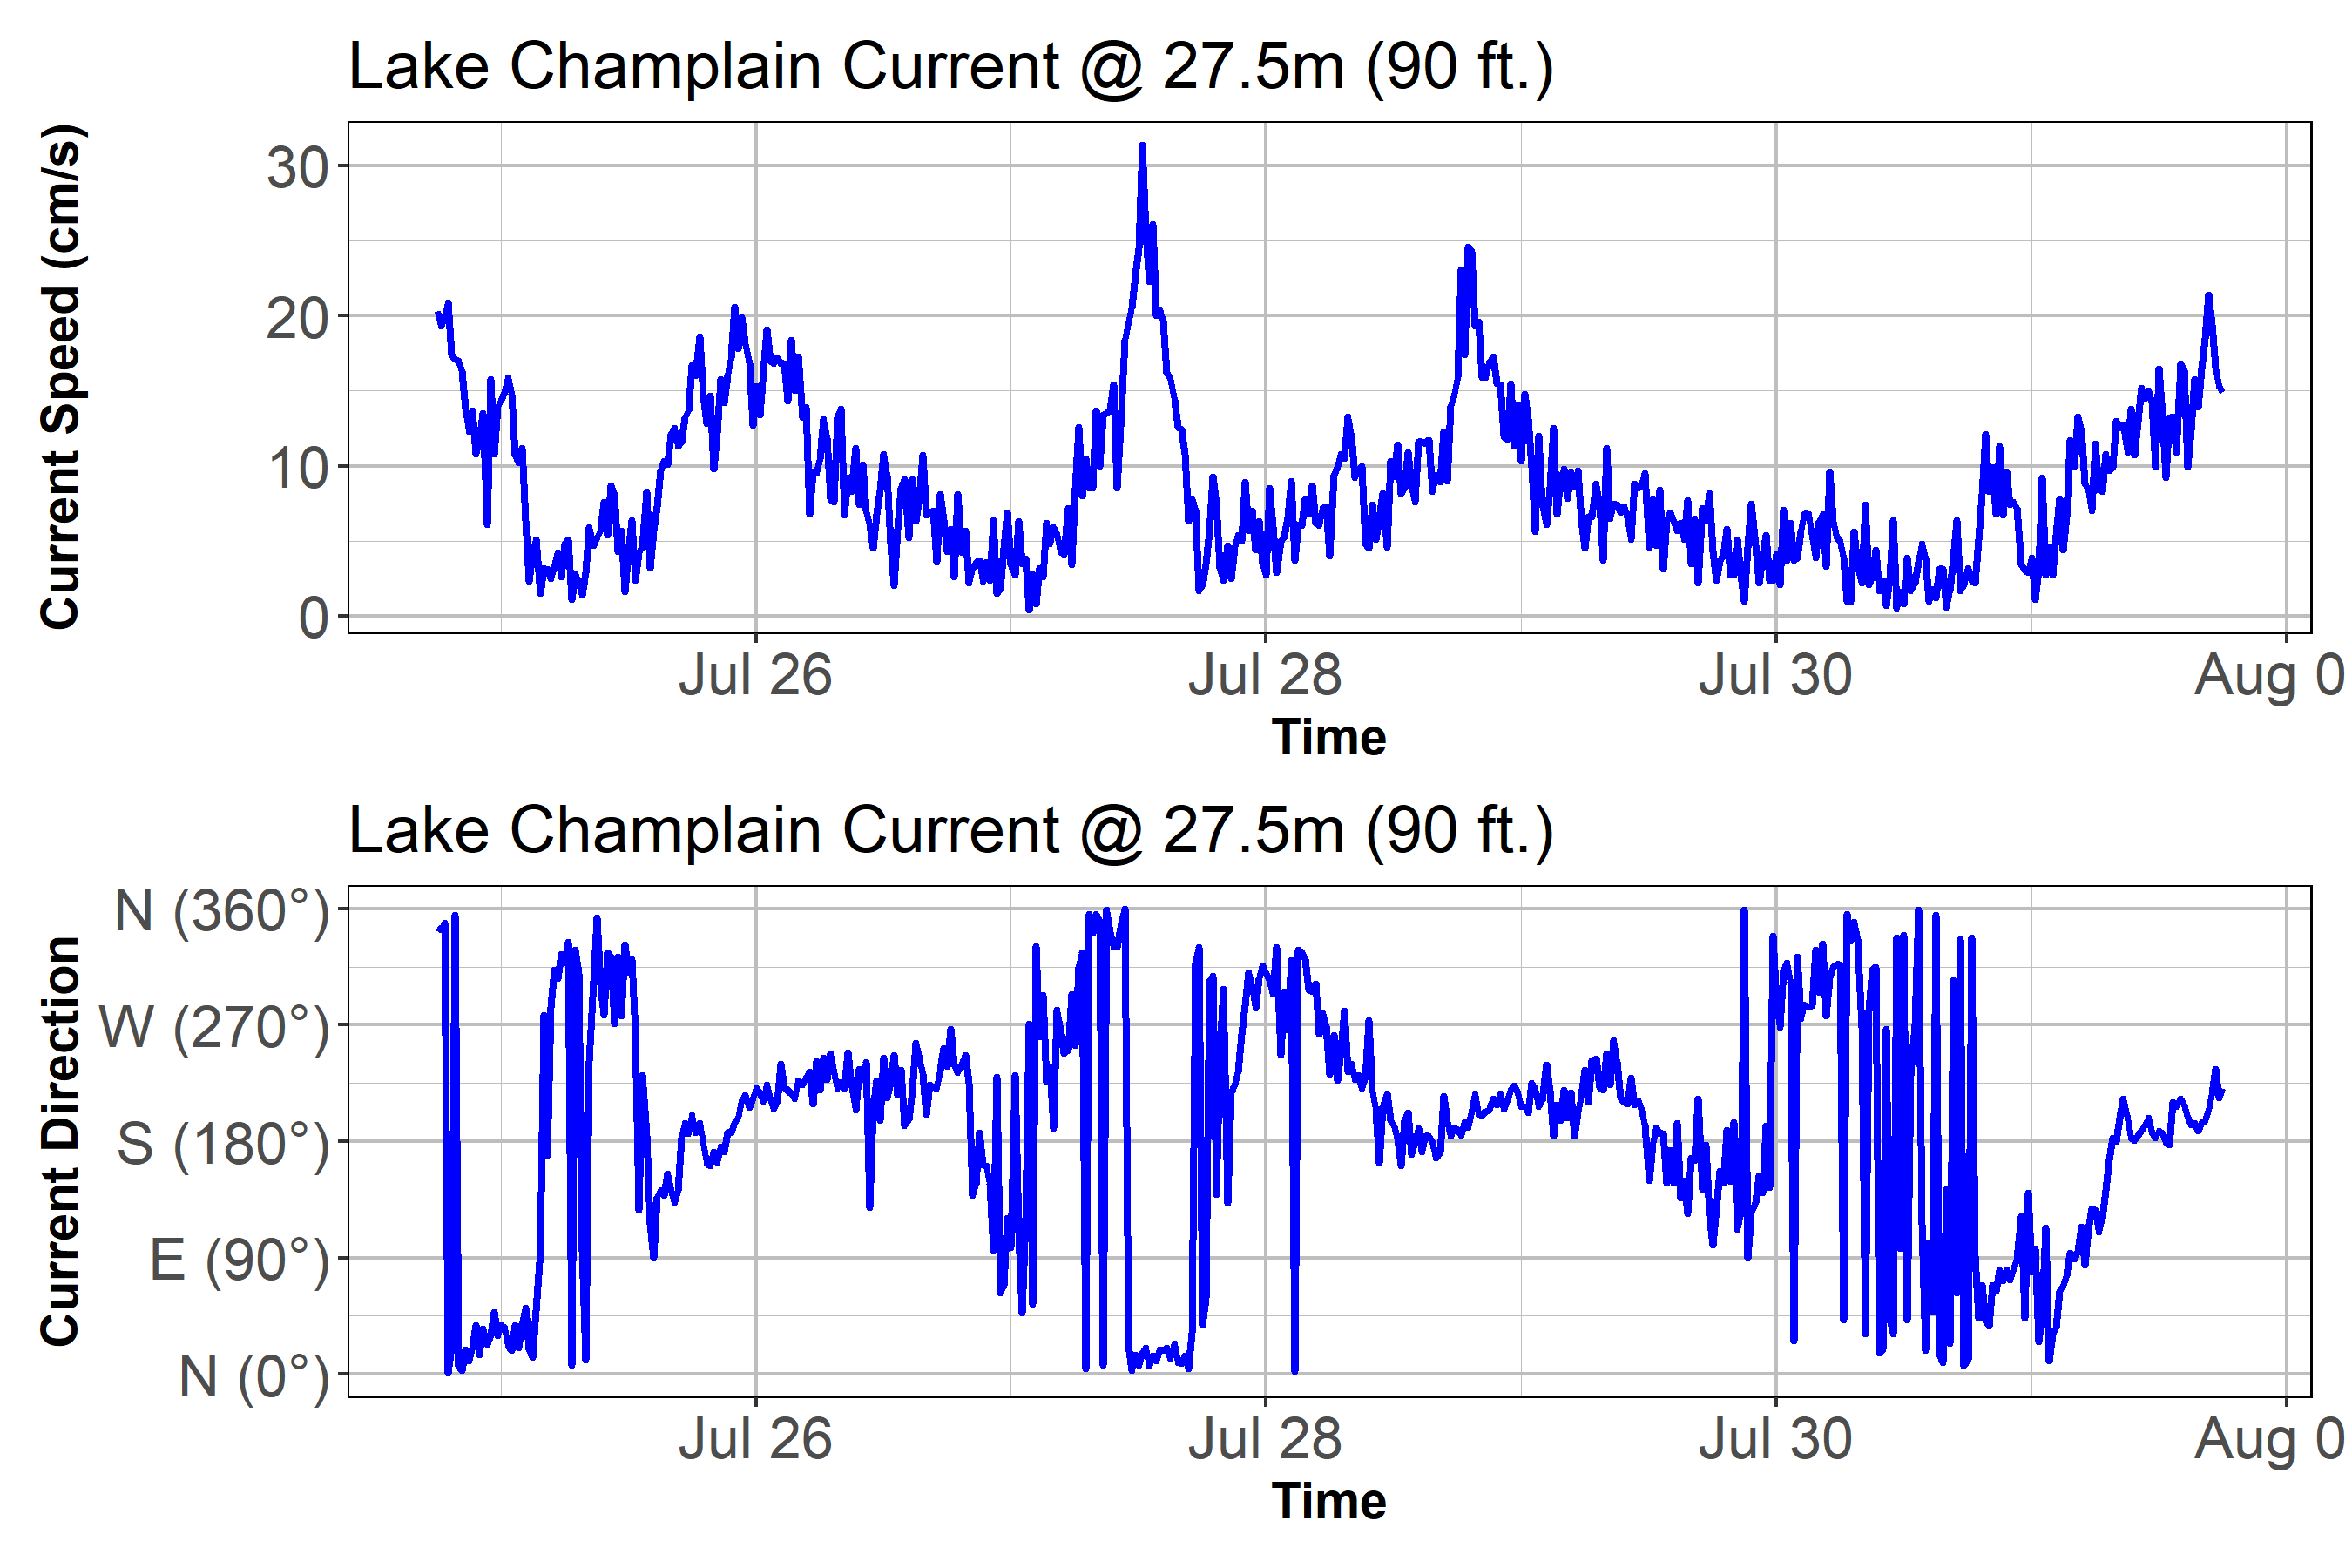 Lake Champlain Current @ 27.5m (90 ft.)
Current Speed (cm/s)
30
20
10
0
Jul 26 Jul 28 Jul 30 Aug 0
Time
Lake Champlain Current @ 27.5m (90 ft.)
Current Direction
N (360°)
W (270°)
S (180°)
E (90°)
N (0°)
Jul 26 Jul 28 Jul 30 Aug 0
Time